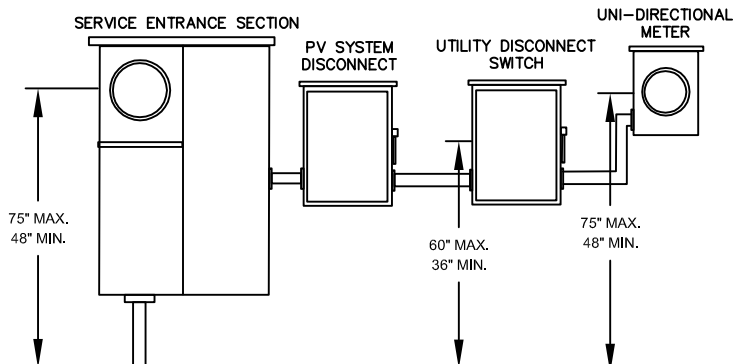 SERVICE ENTRANCE SECTION
PV SYSTEM
DISCONNECT
UTILITY DISCONNECT
SWITCH
UNI-DIRECTIONAL
METER
75" MAX.
48" MIN.
60" MAX.
36" MIN.
75" MAX.
48" MIN.